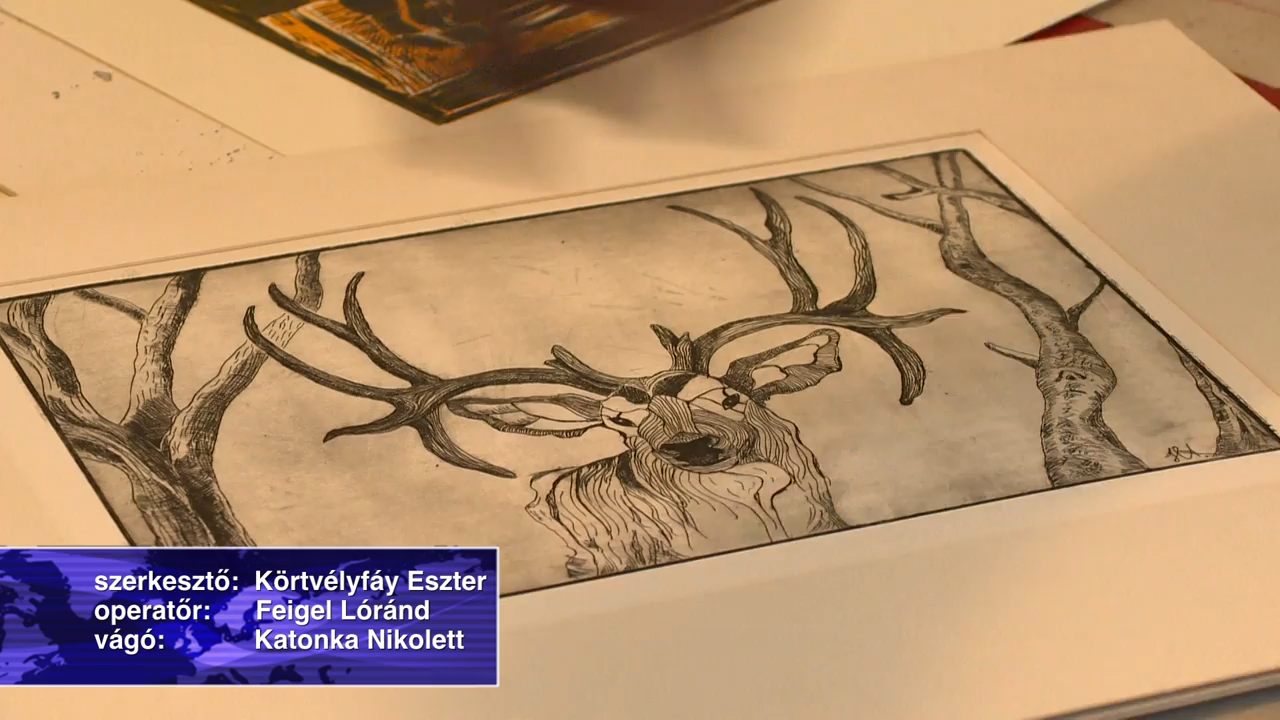 szerkesztő: Körtvélyfáy Eszter
operatőr: Feigel Lóránd
vágó: Katonka Nikolett